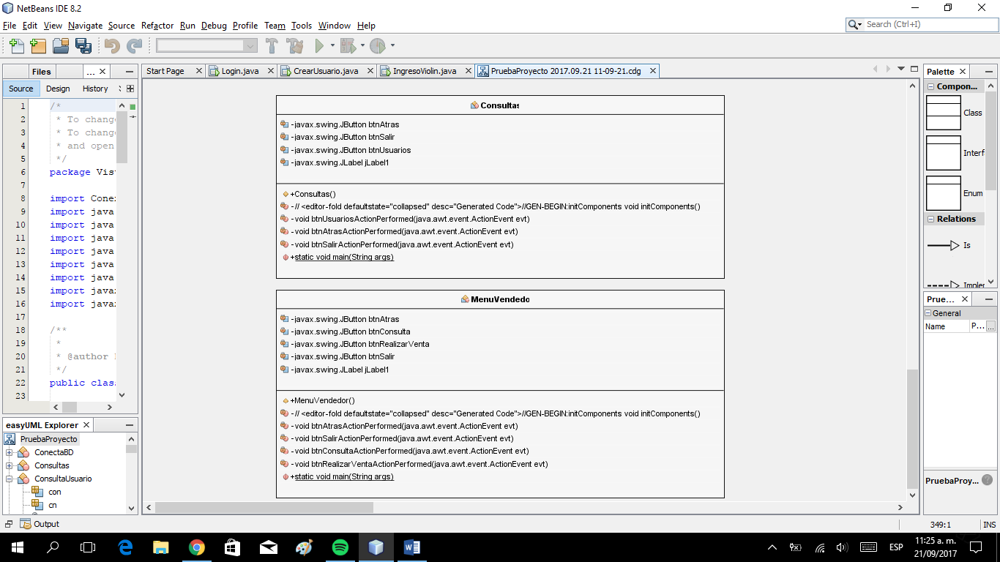 NetBeans IDE 8.2
File Edit View Navigate Source Refactor Run Debug Profile Team Tools Window Help
Search (Ctrl+I)
Files
...
Start Page
Login.java
CrearUsuario.java
IngresoViolin.java
PruebaProyecto 2017.09.21 11-09-21.cdg
Source Design History
1 /*
2 * To change
3 * To change
4 * and open
5 */
6 package Vis
7
8 import Cone
9 import java
10 import java
11 import java
12 import java
13 import java
14 import java
15 import java
16 import java
17
18 /**
19 *
20 * @author
21 */
22 public clas
23
easyUML Explorer
PruebaProyecto
ConectaBD
Consultas
ConsultaUsuario
con
cn
Consultas
-javax.swing.JButton btnAtras
-javax.swing.JButton btnSalir
-javax.swing.JButton btnUsuarios
-javax.swing.JLabel jLabel1
+Consultas()
-// <editor-fold defaultstate="collapsed" desc="Generated Code">//GEN-BEGIN:initComponents void initComponents()
-void btnUsuariosActionPerformed(java.awt.event.ActionEvent evt)
-void btnAtrasActionPerformed(java.awt.event.ActionEvent evt)
-void btnSalirActionPerformed(java.awt.event.ActionEvent evt)
+static void main(String args)
MenuVendedo
-javax.swing.JButton btnAtras
-javax.swing.JButton btnConsulta
-javax.swing.JButton btnRealizarVenta
-javax.swing.JButton btnSalir
-javax.swing.JLabel jLabel1
+MenuVendedor()
-// <editor-fold defaultstate="collapsed" desc="Generated Code">//GEN-BEGIN:initComponents void initComponents()
-void btnAtrasActionPerformed(java.awt.event.ActionEvent evt)
-void btnSalirActionPerformed(java.awt.event.ActionEvent evt)
-void btnConsultaActionPerformed(java.awt.event.ActionEvent evt)
-void btnRealizarVentaActionPerformed(java.awt.event.ActionEvent evt)
+static void main(String args)
Palette
Compon...
Class
Interf
Enum
Relations
Is
Implem
Prue...
General
Name P... ...
PruebaProy...
Output
349:1 INS
ESP
11:25 a. m.
21/09/2017